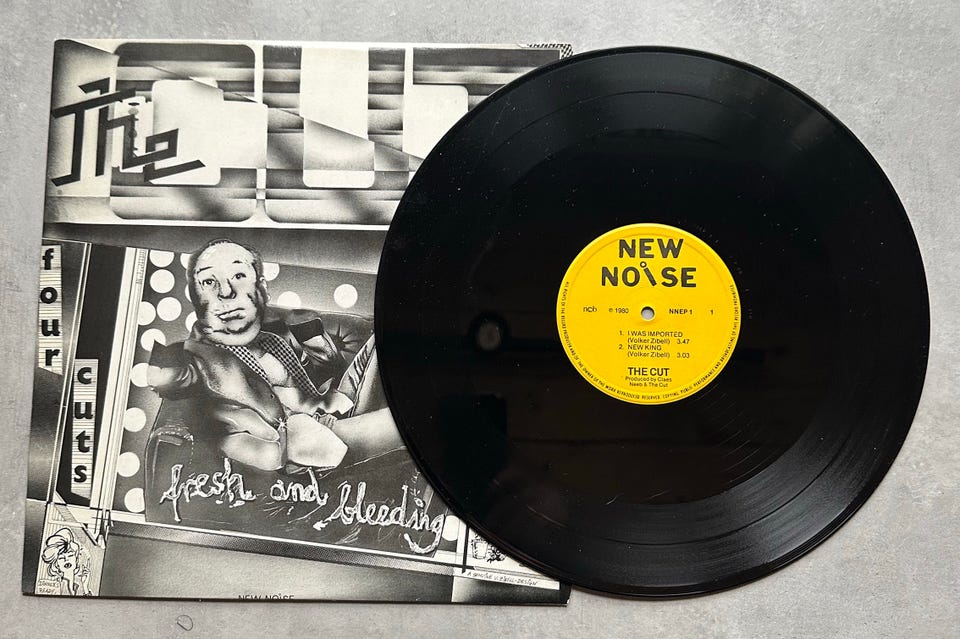 The
four
cuts
fresh and
bleeding
NEW NOiSE
NEW
NOiSE
ncb
℗ 1980
NNEP 1
1
1. I WAS IMPORTED
(Volker Zibell) 3.47
2. NEW KING
(Volker Zibell) 3.03
THE CUT
Produced by Claes
Neeb & The Cut